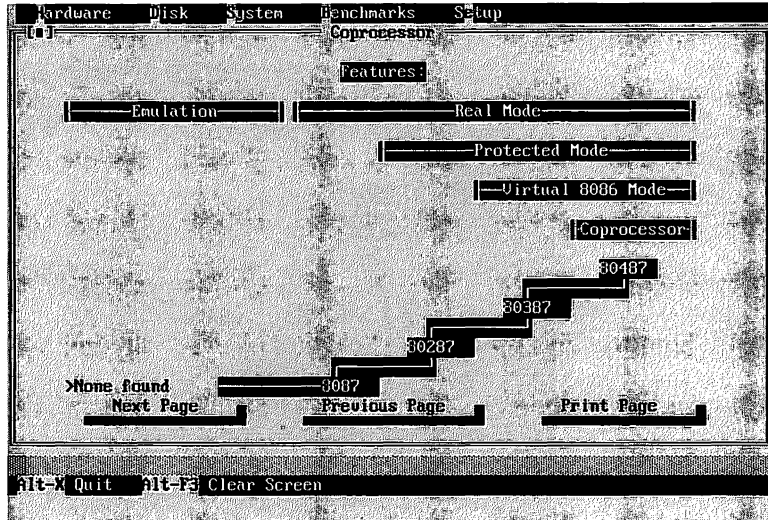 Hardware Disk System Benchmarks Setup
[■] Coprocessor
Features:
Emulation Real Mode
Protected Mode
Virtual 8086 Mode
Coprocessor
80487
80387
80287
>None found 8087
Next Page Previous Page Print Page
Alt-X Quit Alt-F3 Clear Screen